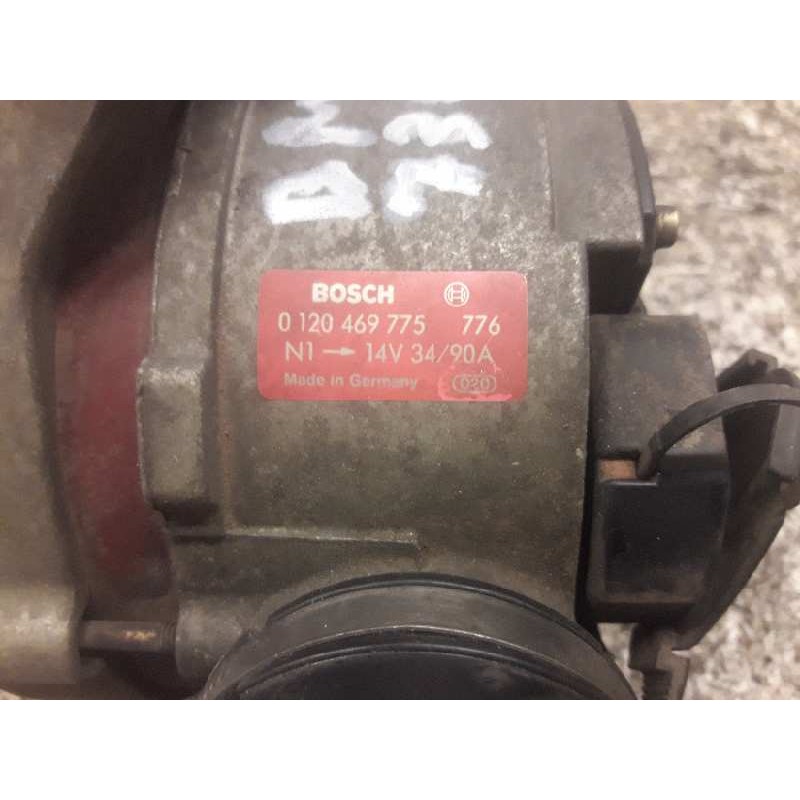 BOSCH
0 120 469 775 776
N1 → 14V 34/90A
Made in Germany 020